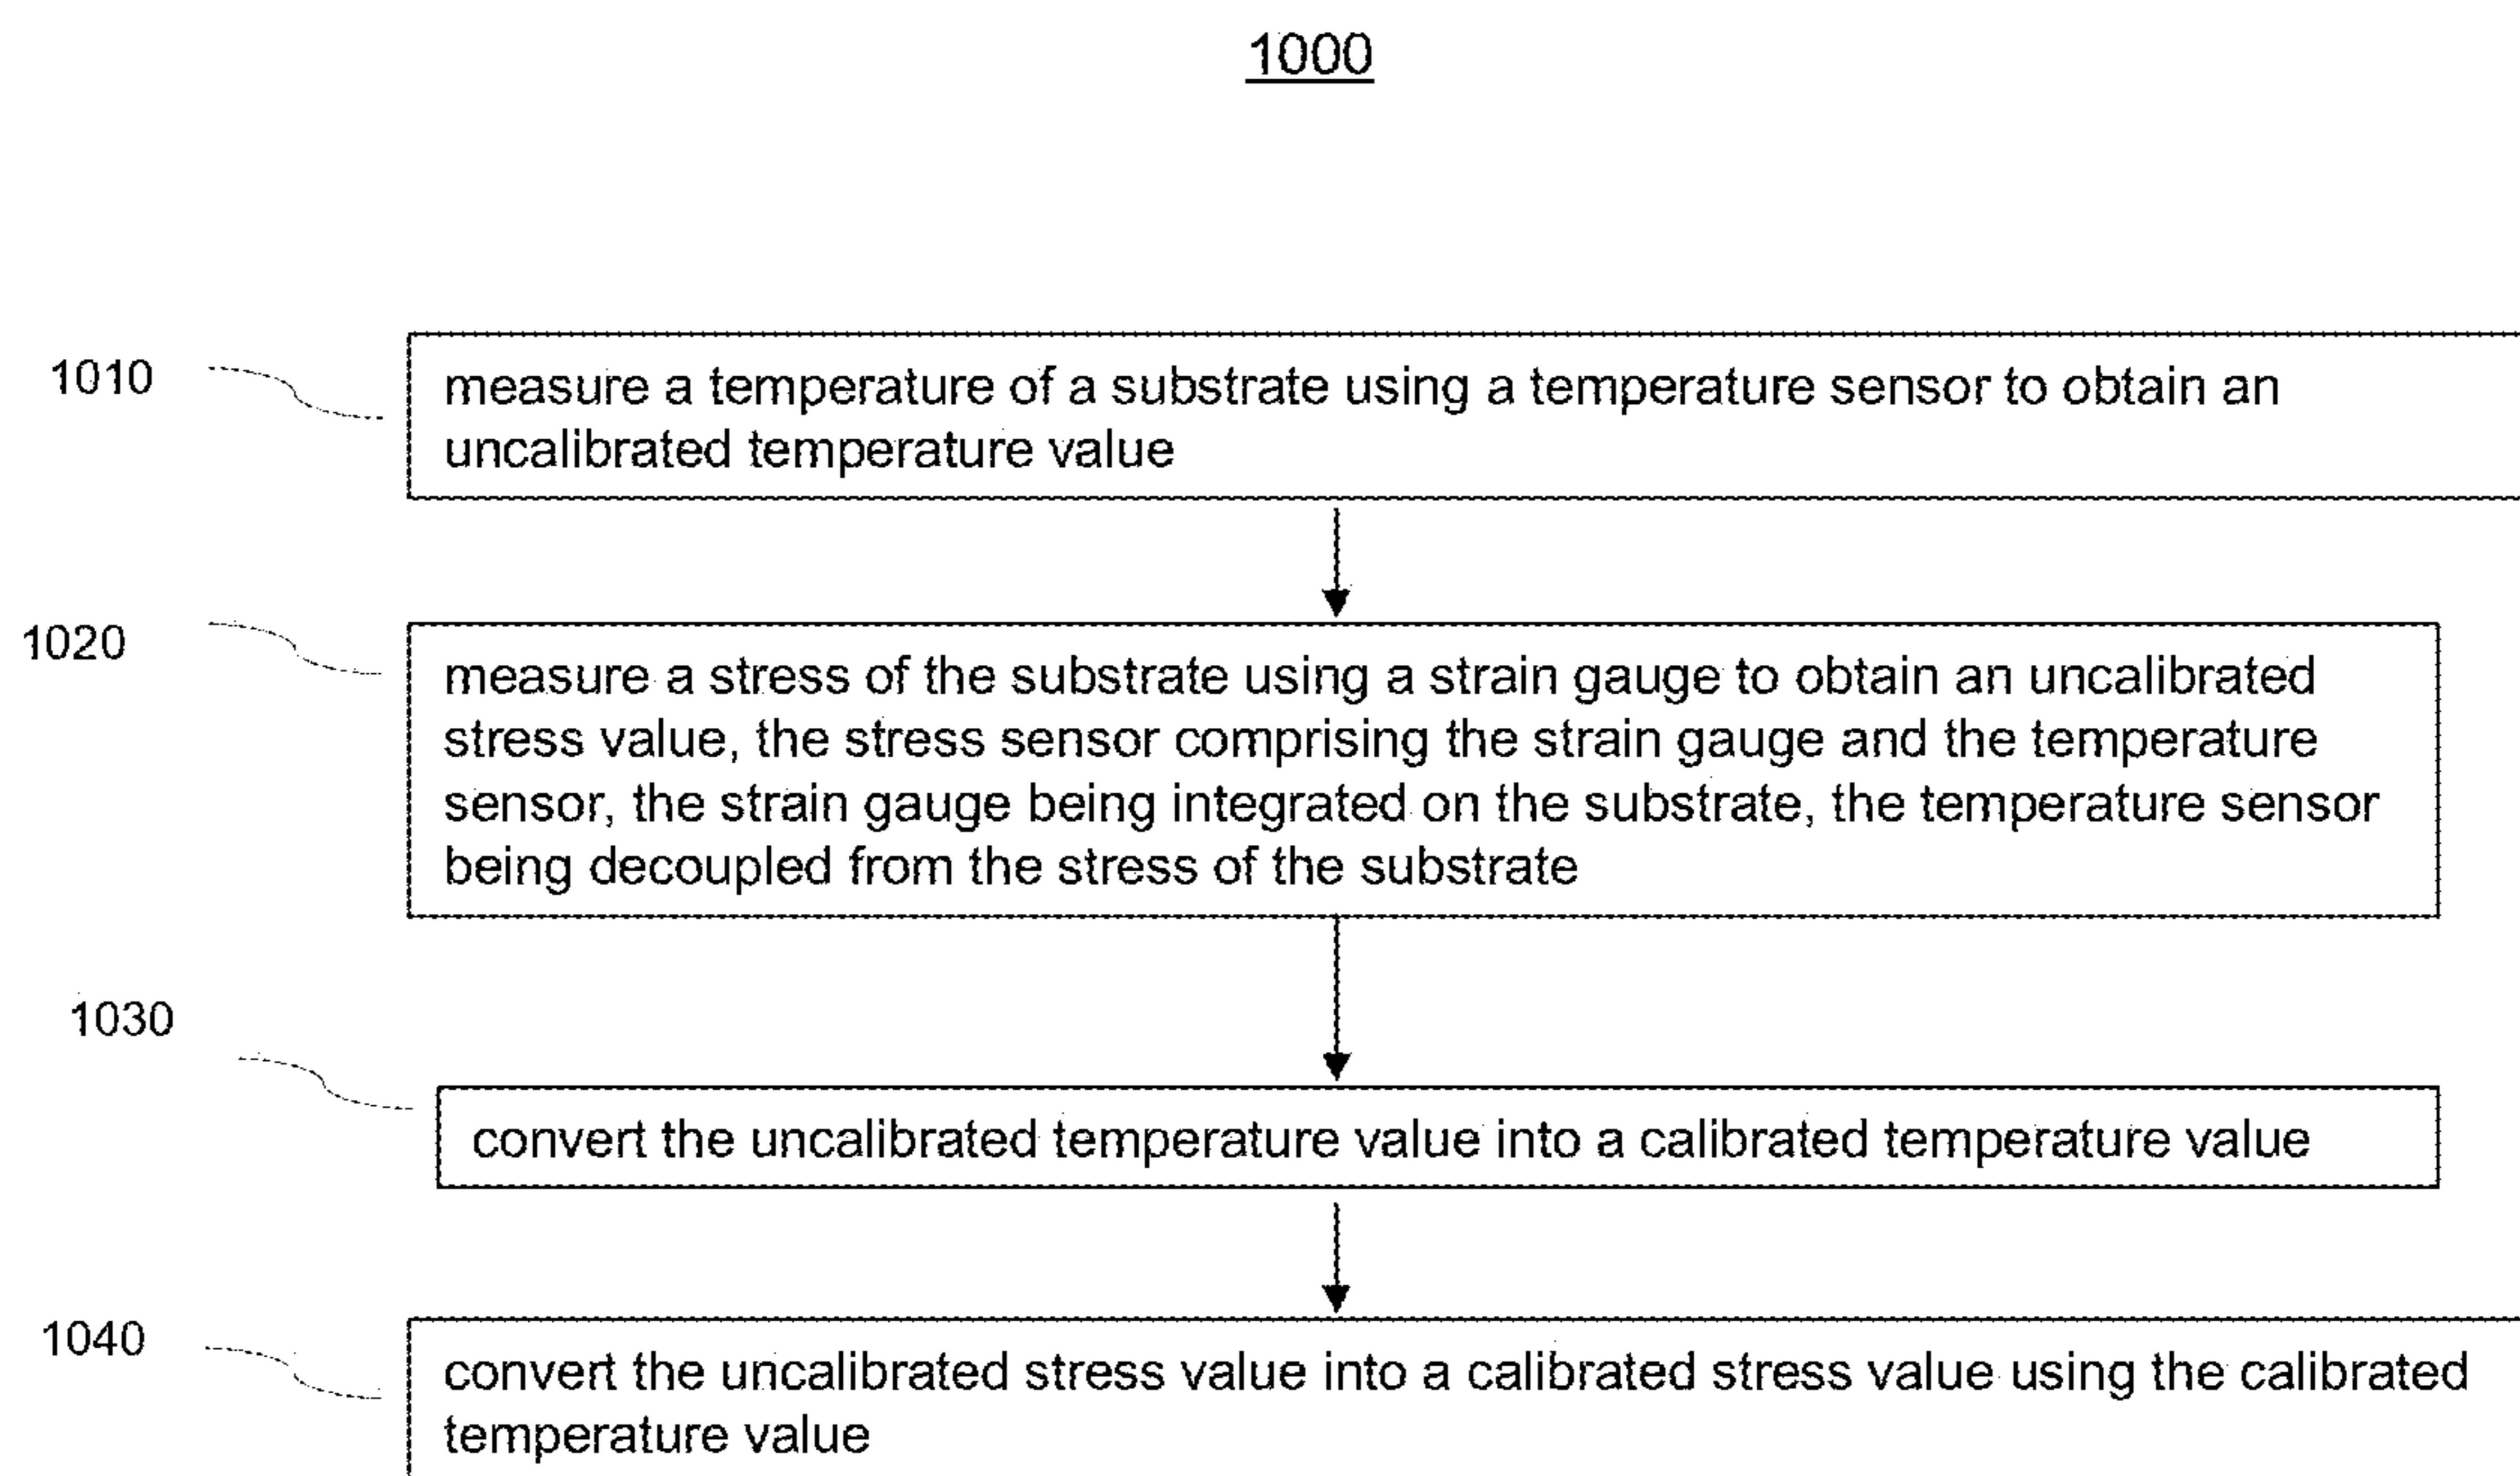 1000
1010
measure a temperature of a substrate using a temperature sensor to obtain an
uncalibrated temperature value
1020
measure a stress of the substrate using a strain gauge to obtain an uncalibrated
stress value, the stress sensor comprising the strain gauge and the temperature
sensor, the strain gauge being integrated on the substrate, the temperature sensor
being decoupled from the stress of the substrate
1030
convert the uncalibrated temperature value into a calibrated temperature value
1040
convert the uncalibrated stress value into a calibrated stress value using the calibrated
temperature value